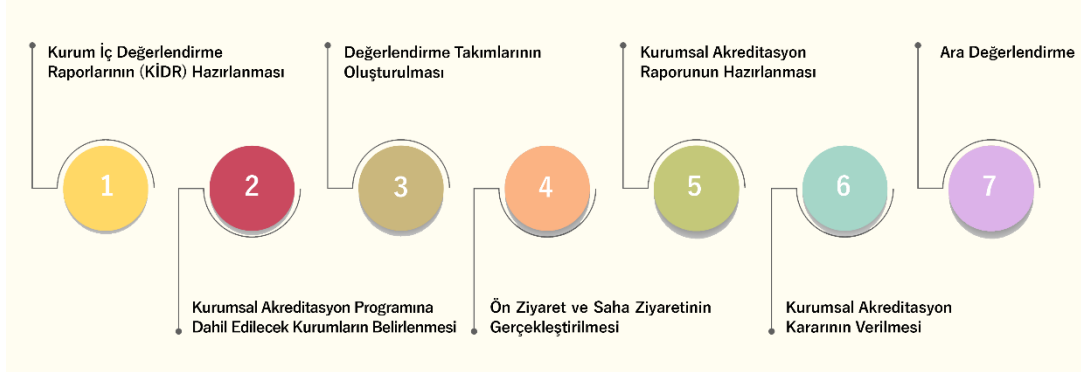 Kurum İç Değerlendirme
Raporlarının (KİDR) Hazırlanması
Değerlendirme Takımlarının
Oluşturulması
Kurumsal Akreditasyon
Raporunun Hazırlanması
Ara Değerlendirme
1
2
3
4
5
6
7
Kurumsal Akreditasyon Programına
Dahil Edilecek Kurumların Belirlenmesi
Ön Ziyaret ve Saha Ziyaretinin
Gerçekleştirilmesi
Kurumsal Akreditasyon
Kararının Verilmesi